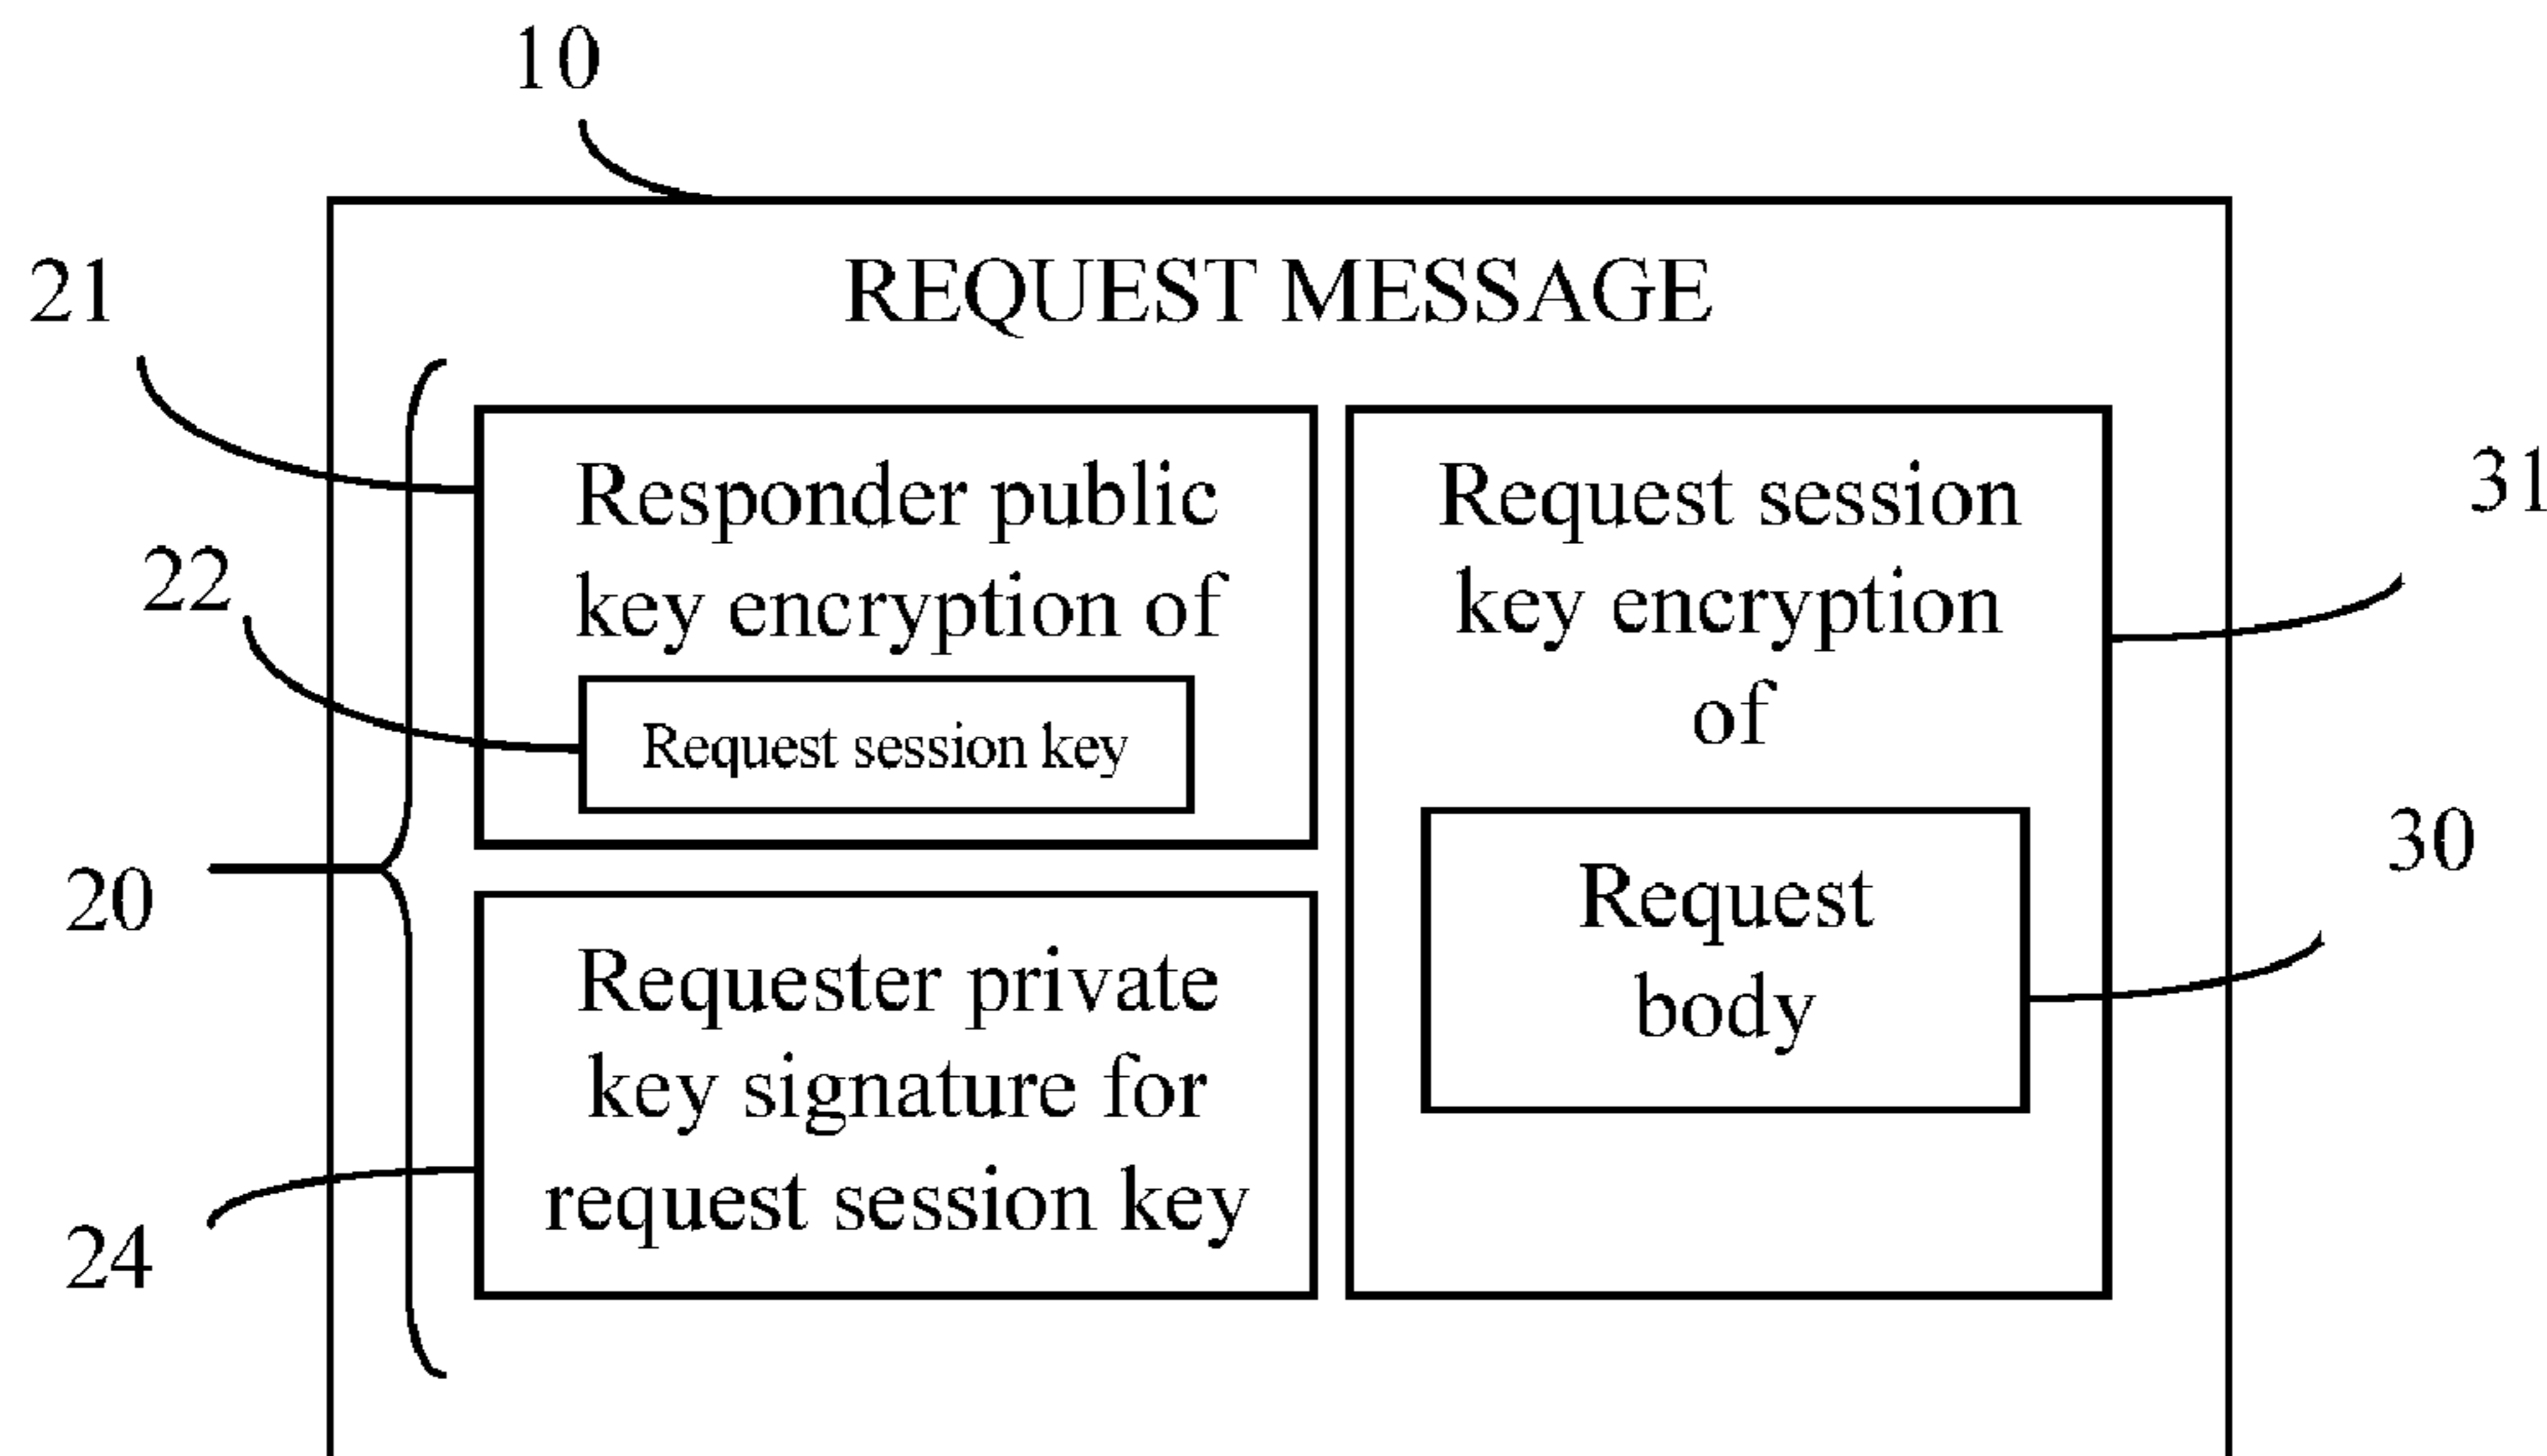 10
REQUEST MESSAGE
21
Responder public
key encryption of
22
Request session key
20
Requester private
key signature for
request session key
24
Request session
key encryption
of
31
Request
body
30